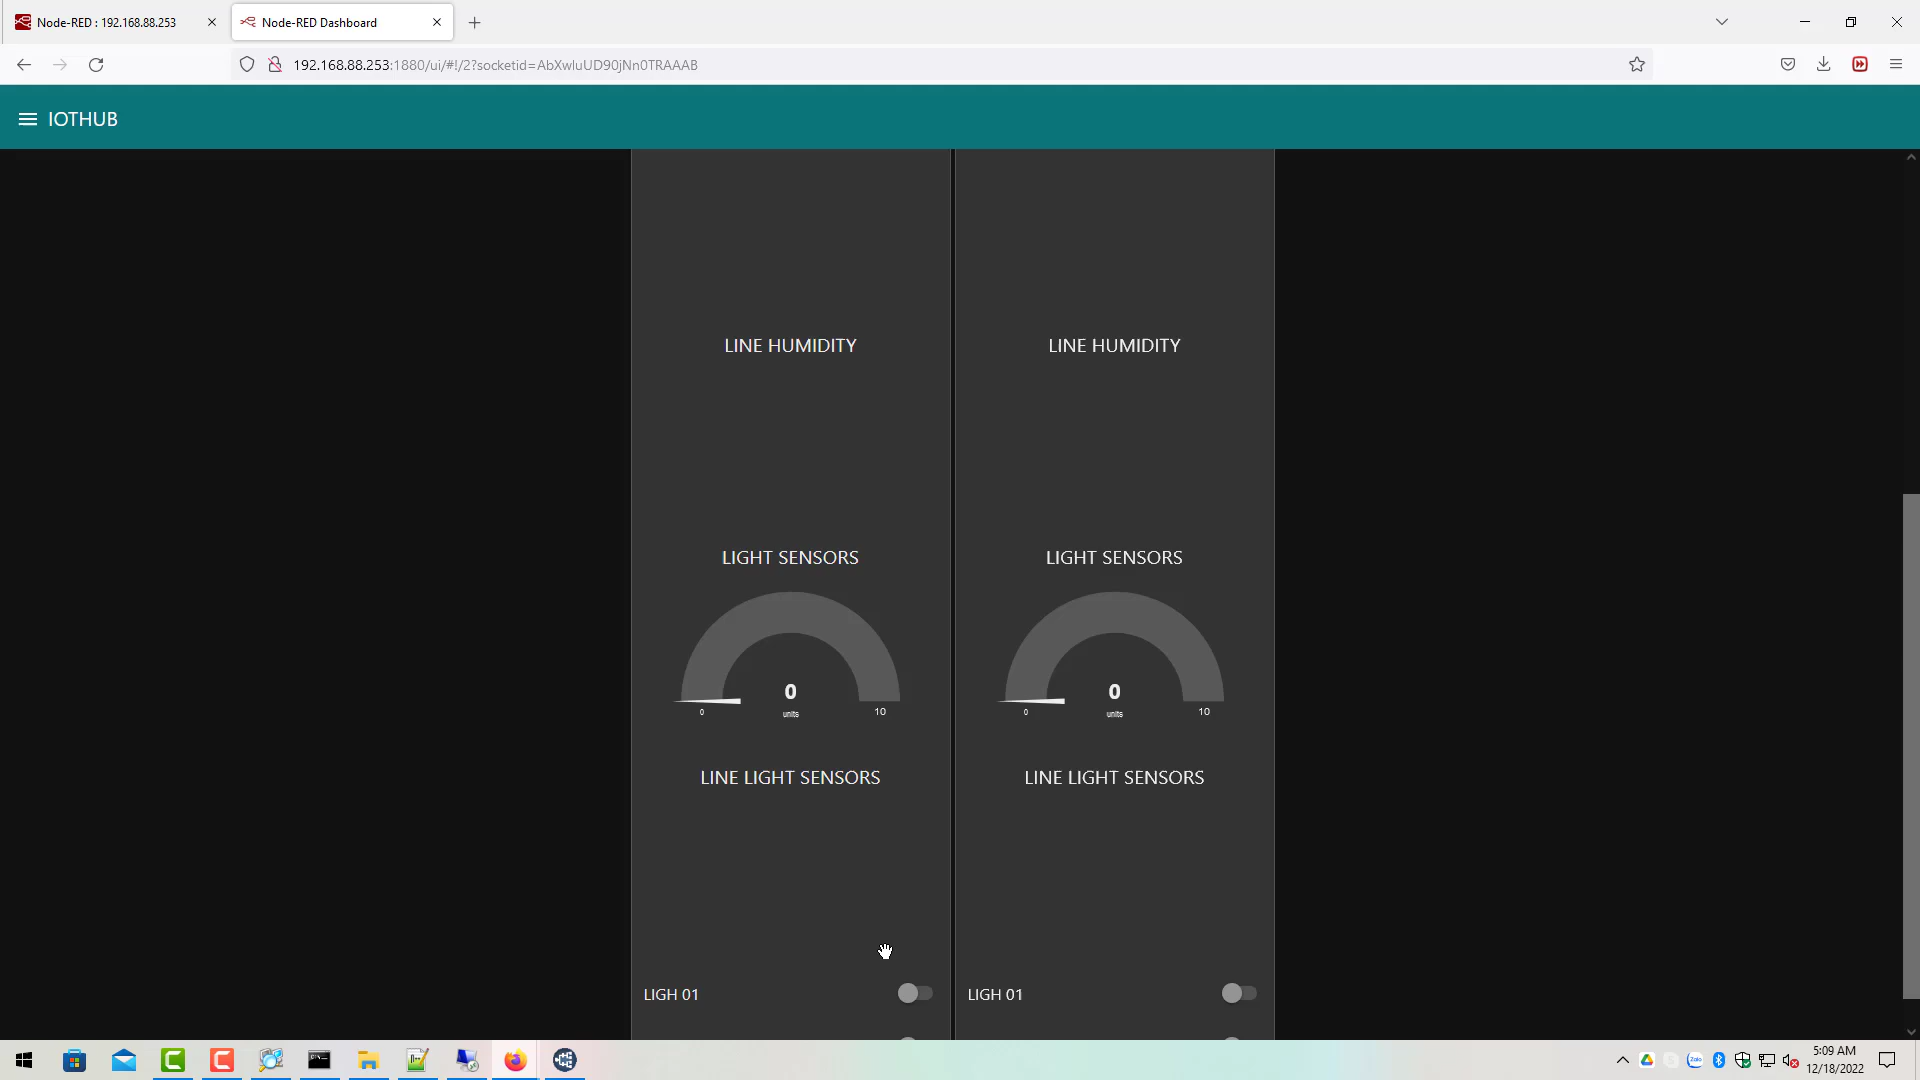 Node-RED : 192.168.88.253
Node-RED Dashboard
192.168.88.253:1880/ui/#!/2?socketid=AbXwluUD90jNn0TRAAAB
IOTHUB
LINE HUMIDITY
LINE HUMIDITY
LIGHT SENSORS
LIGHT SENSORS
0
0
units
10
0
0
units
10
LINE LIGHT SENSORS
LINE LIGHT SENSORS
LIGH 01
LIGH 01
Zalo
5:09 AM
12/18/2022